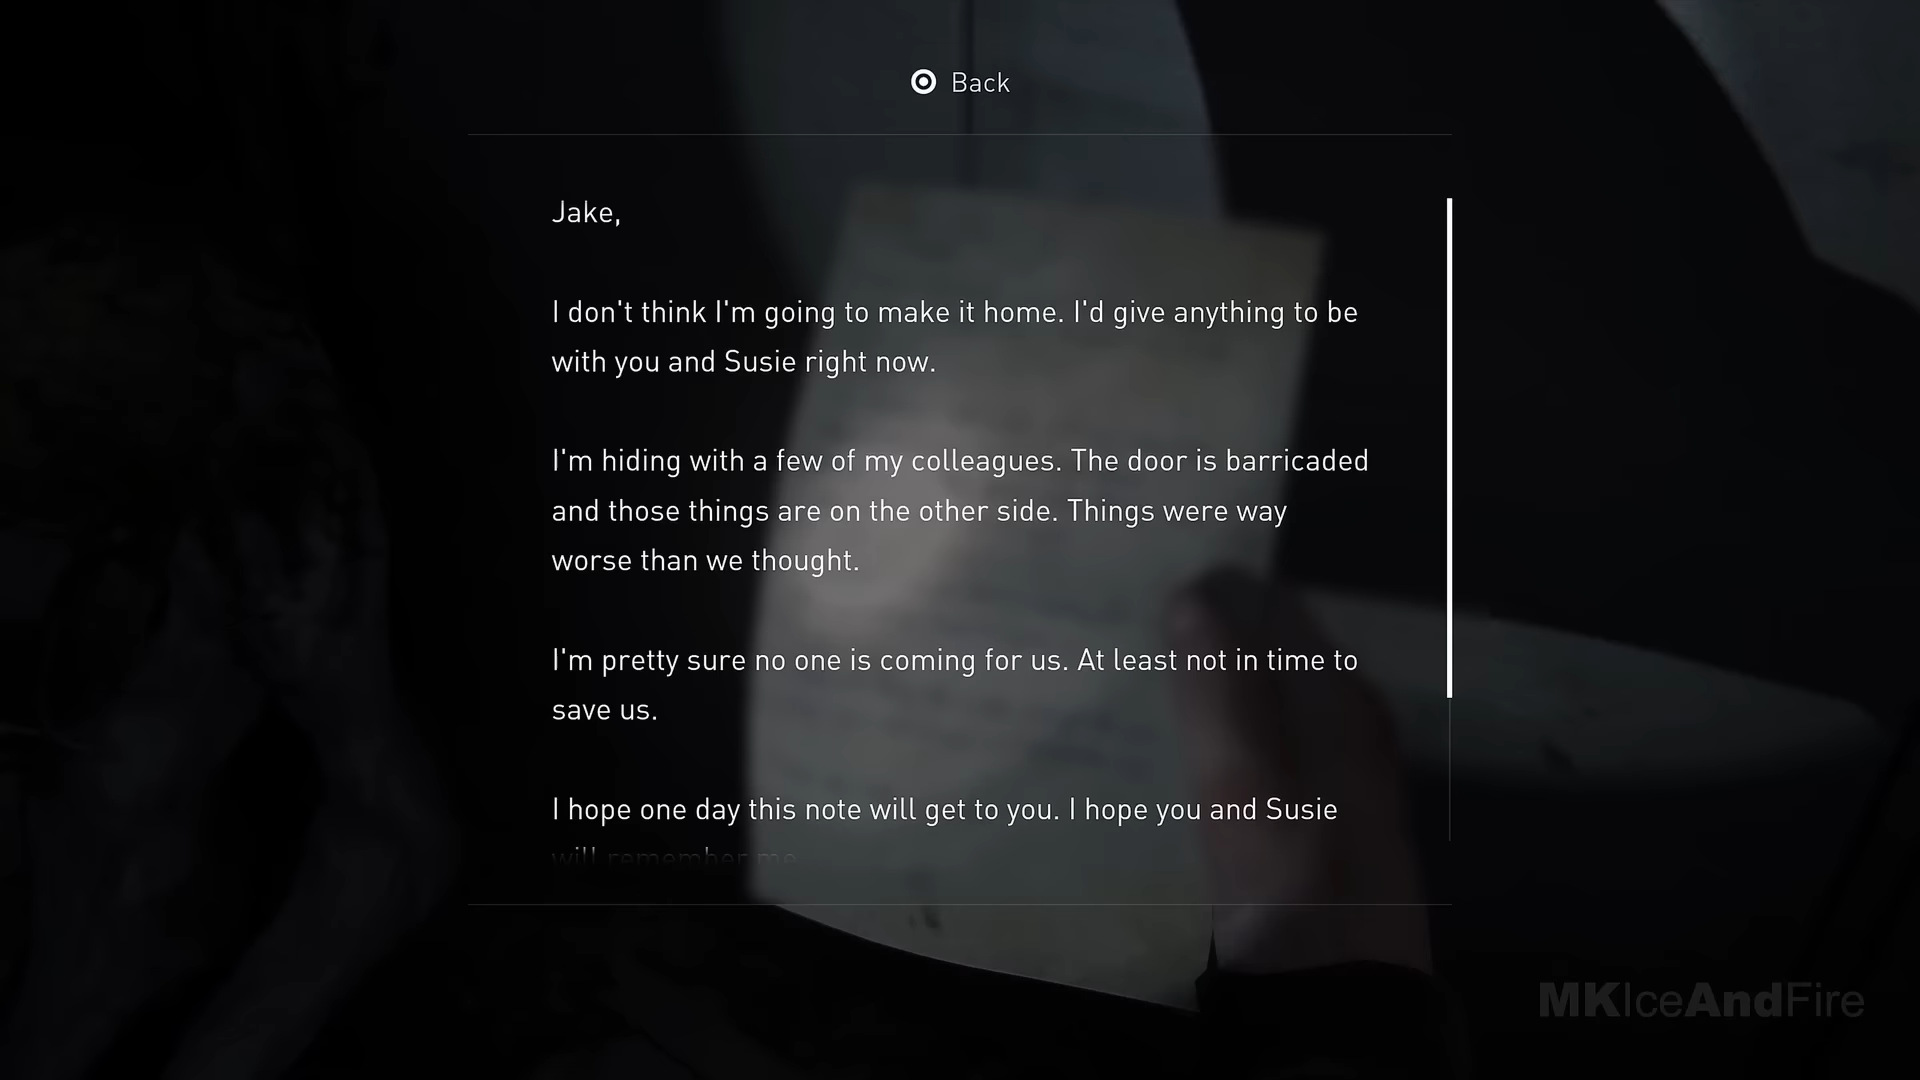 Back
Jake,
I don't think I'm going to make it home. I'd give anything to be
with you and Susie right now.
I'm hiding with a few of my colleagues. The door is barricaded
and those things are on the other side. Things were way
worse than we thought.
I'm pretty sure no one is coming for us. At least not in time to
save us.
I hope one day this note will get to you. I hope you and Susie
will remember me
MKIceAndFire